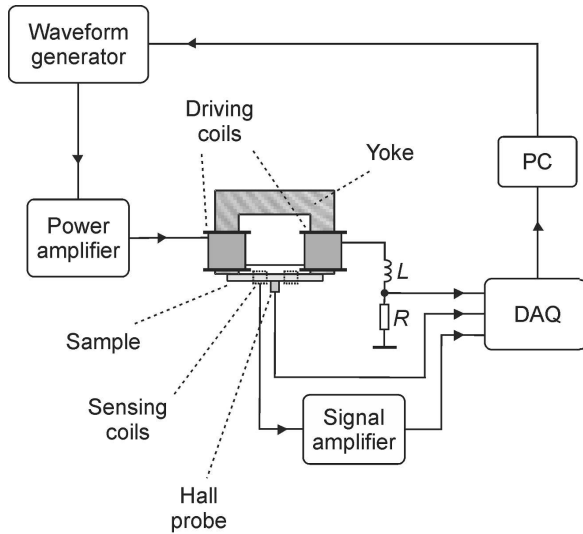 Waveform
generator
Driving
coils
Yoke
PC
Power
amplifier
L
R
DAQ
Sample
Sensing
coils
Signal
amplifier
Hall
probe